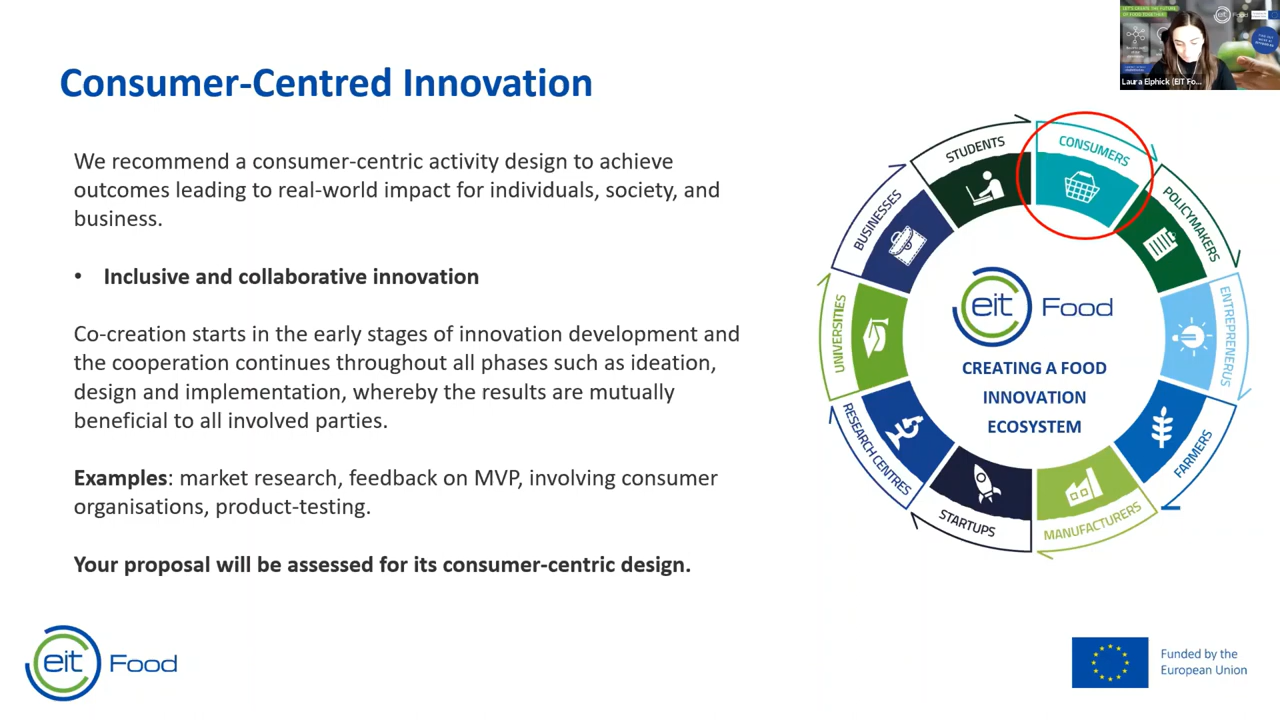 Consumer-Centred Innovation
We recommend a consumer-centric activity design to achieve
outcomes leading to real-world impact for individuals, society, and
business.
• Inclusive and collaborative innovation
Co-creation starts in the early stages of innovation development and
the cooperation continues throughout all phases such as ideation,
design and implementation, whereby the results are mutually
beneficial to all involved parties.
Examples: market research, feedback on MVP, involving consumer
organisations, product-testing.
Your proposal will be assessed for its consumer-centric design.
eit Food
STUDENTS
CONSUMERS
POLICYMAKERS
ENTREPRENERUS
FARMERS
MANUFACTURERS
STARTUPS
RESEARCH CENTRES
UNIVERSITIES
BUSINESSES
eit Food
CREATING A FOOD
INNOVATION
ECOSYSTEM
Funded by the
European Union
eit Food
Laura Elphick (EIT Fo...